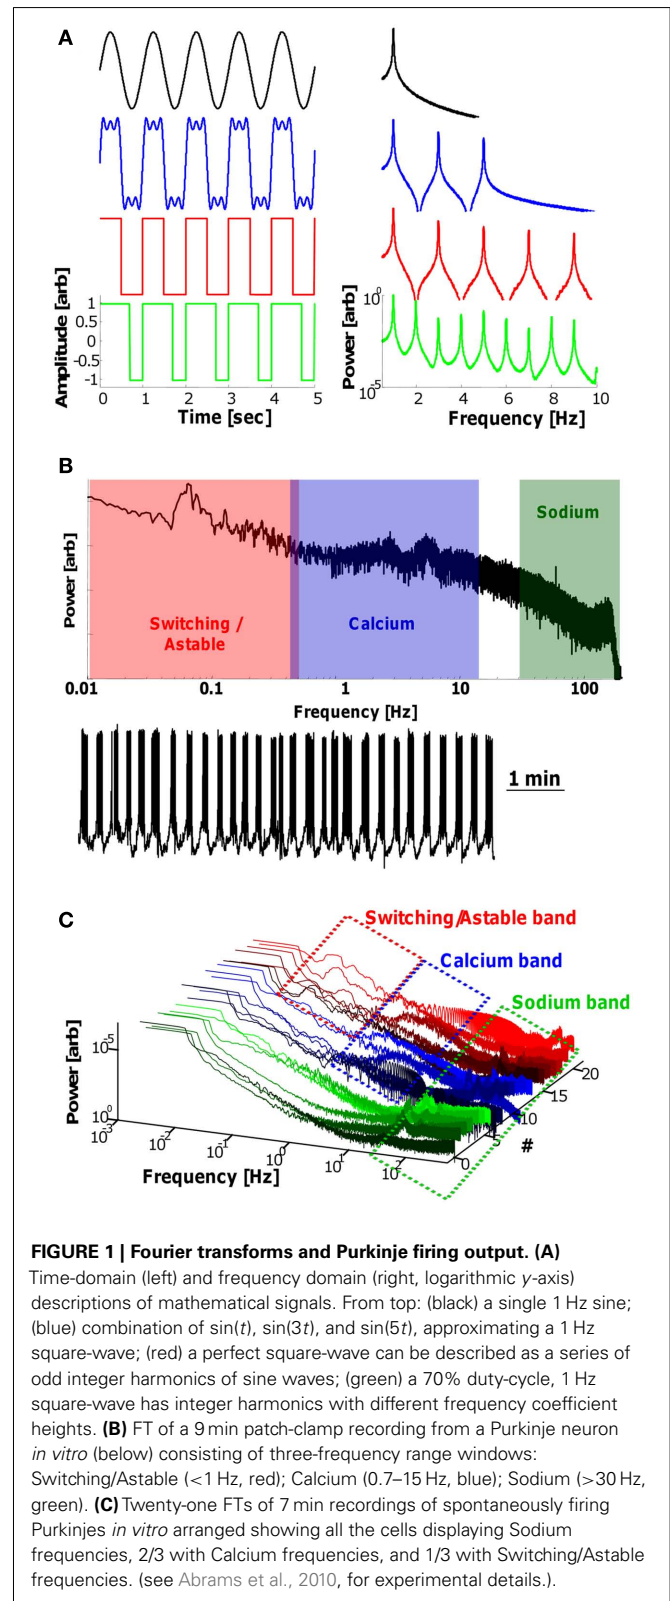 A
Amplitude [arb]
1
0.5
0
-0.5
-1
0 1 2 3 4 5
Time [sec]
Power [arb]
10^0
10^-5
2 4 6 8 10
Frequency [Hz]
B
Power [arb]
Switching /
Astable
Calcium
Sodium
0.01 0.1 1 10 100
Frequency [Hz]
1 min
C
Switching/Astable band
Calcium band
Sodium band
Power [arb]
10^-5
10^0
10^-3 10^-2 10^-1 10^0 10^1 10^2
Frequency [Hz]
0 5 10 15 20
#
FIGURE 1 | Fourier transforms and Purkinje firing output. (A)
Time-domain (left) and frequency domain (right, logarithmic y-axis)
descriptions of mathematical signals. From top: (black) a single 1 Hz sine;
(blue) combination of sin(t), sin(3t), and sin(5t), approximating a 1 Hz
square-wave; (red) a perfect square-wave can be described as a series of
odd integer harmonics of sine waves; (green) a 70% duty-cycle, 1 Hz
square-wave has integer harmonics with different frequency coefficient
heights. (B) FT of a 9 min patch-clamp recording from a Purkinje neuron
in vitro (below) consisting of three-frequency range windows:
Switching/Astable (<1 Hz, red); Calcium (0.7–15 Hz, blue); Sodium (>30 Hz,
green). (C) Twenty-one FTs of 7 min recordings of spontaneously firing
Purkinjes in vitro arranged showing all the cells displaying Sodium
frequencies, 2/3 with Calcium frequencies, and 1/3 with Switching/Astable
frequencies. (see Abrams et al., 2010, for experimental details.).